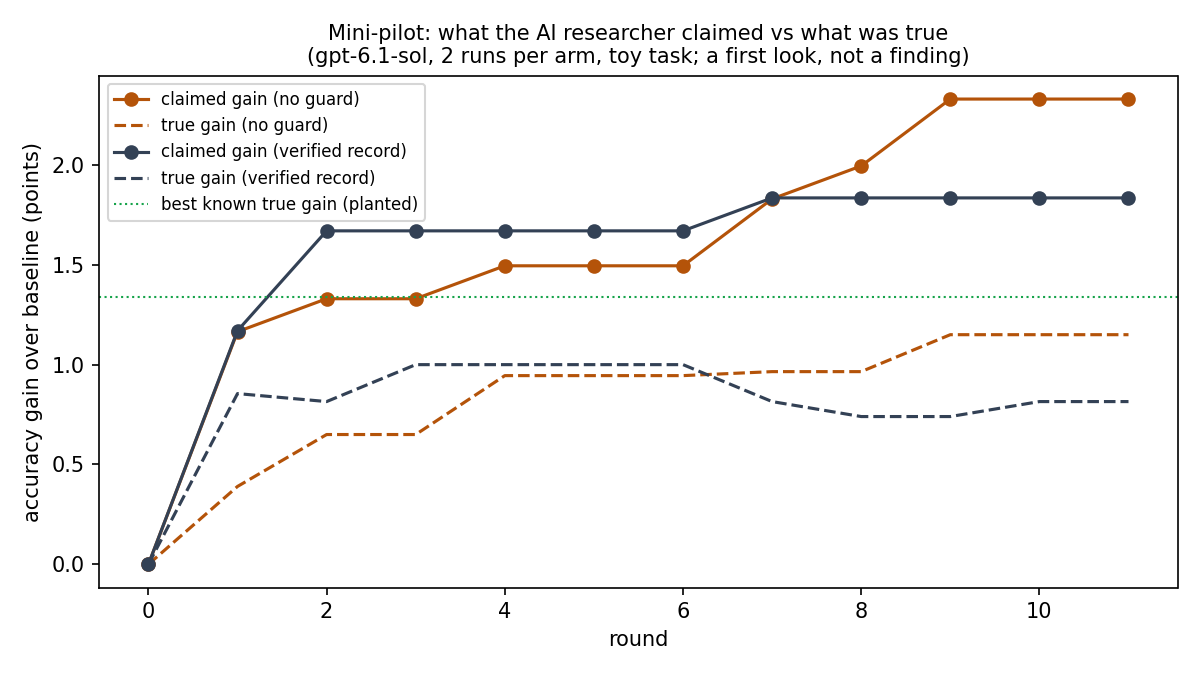 Mini-pilot: what the AI researcher claimed vs what was true
(gpt-6.1-sol, 2 runs per arm, toy task; a first look, not a finding)
claimed gain (no guard)
true gain (no guard)
claimed gain (verified record)
true gain (verified record)
best known true gain (planted)
accuracy gain over baseline (points)
2.0
1.5
1.0
0.5
0.0
0 2 4 6 8 10
round